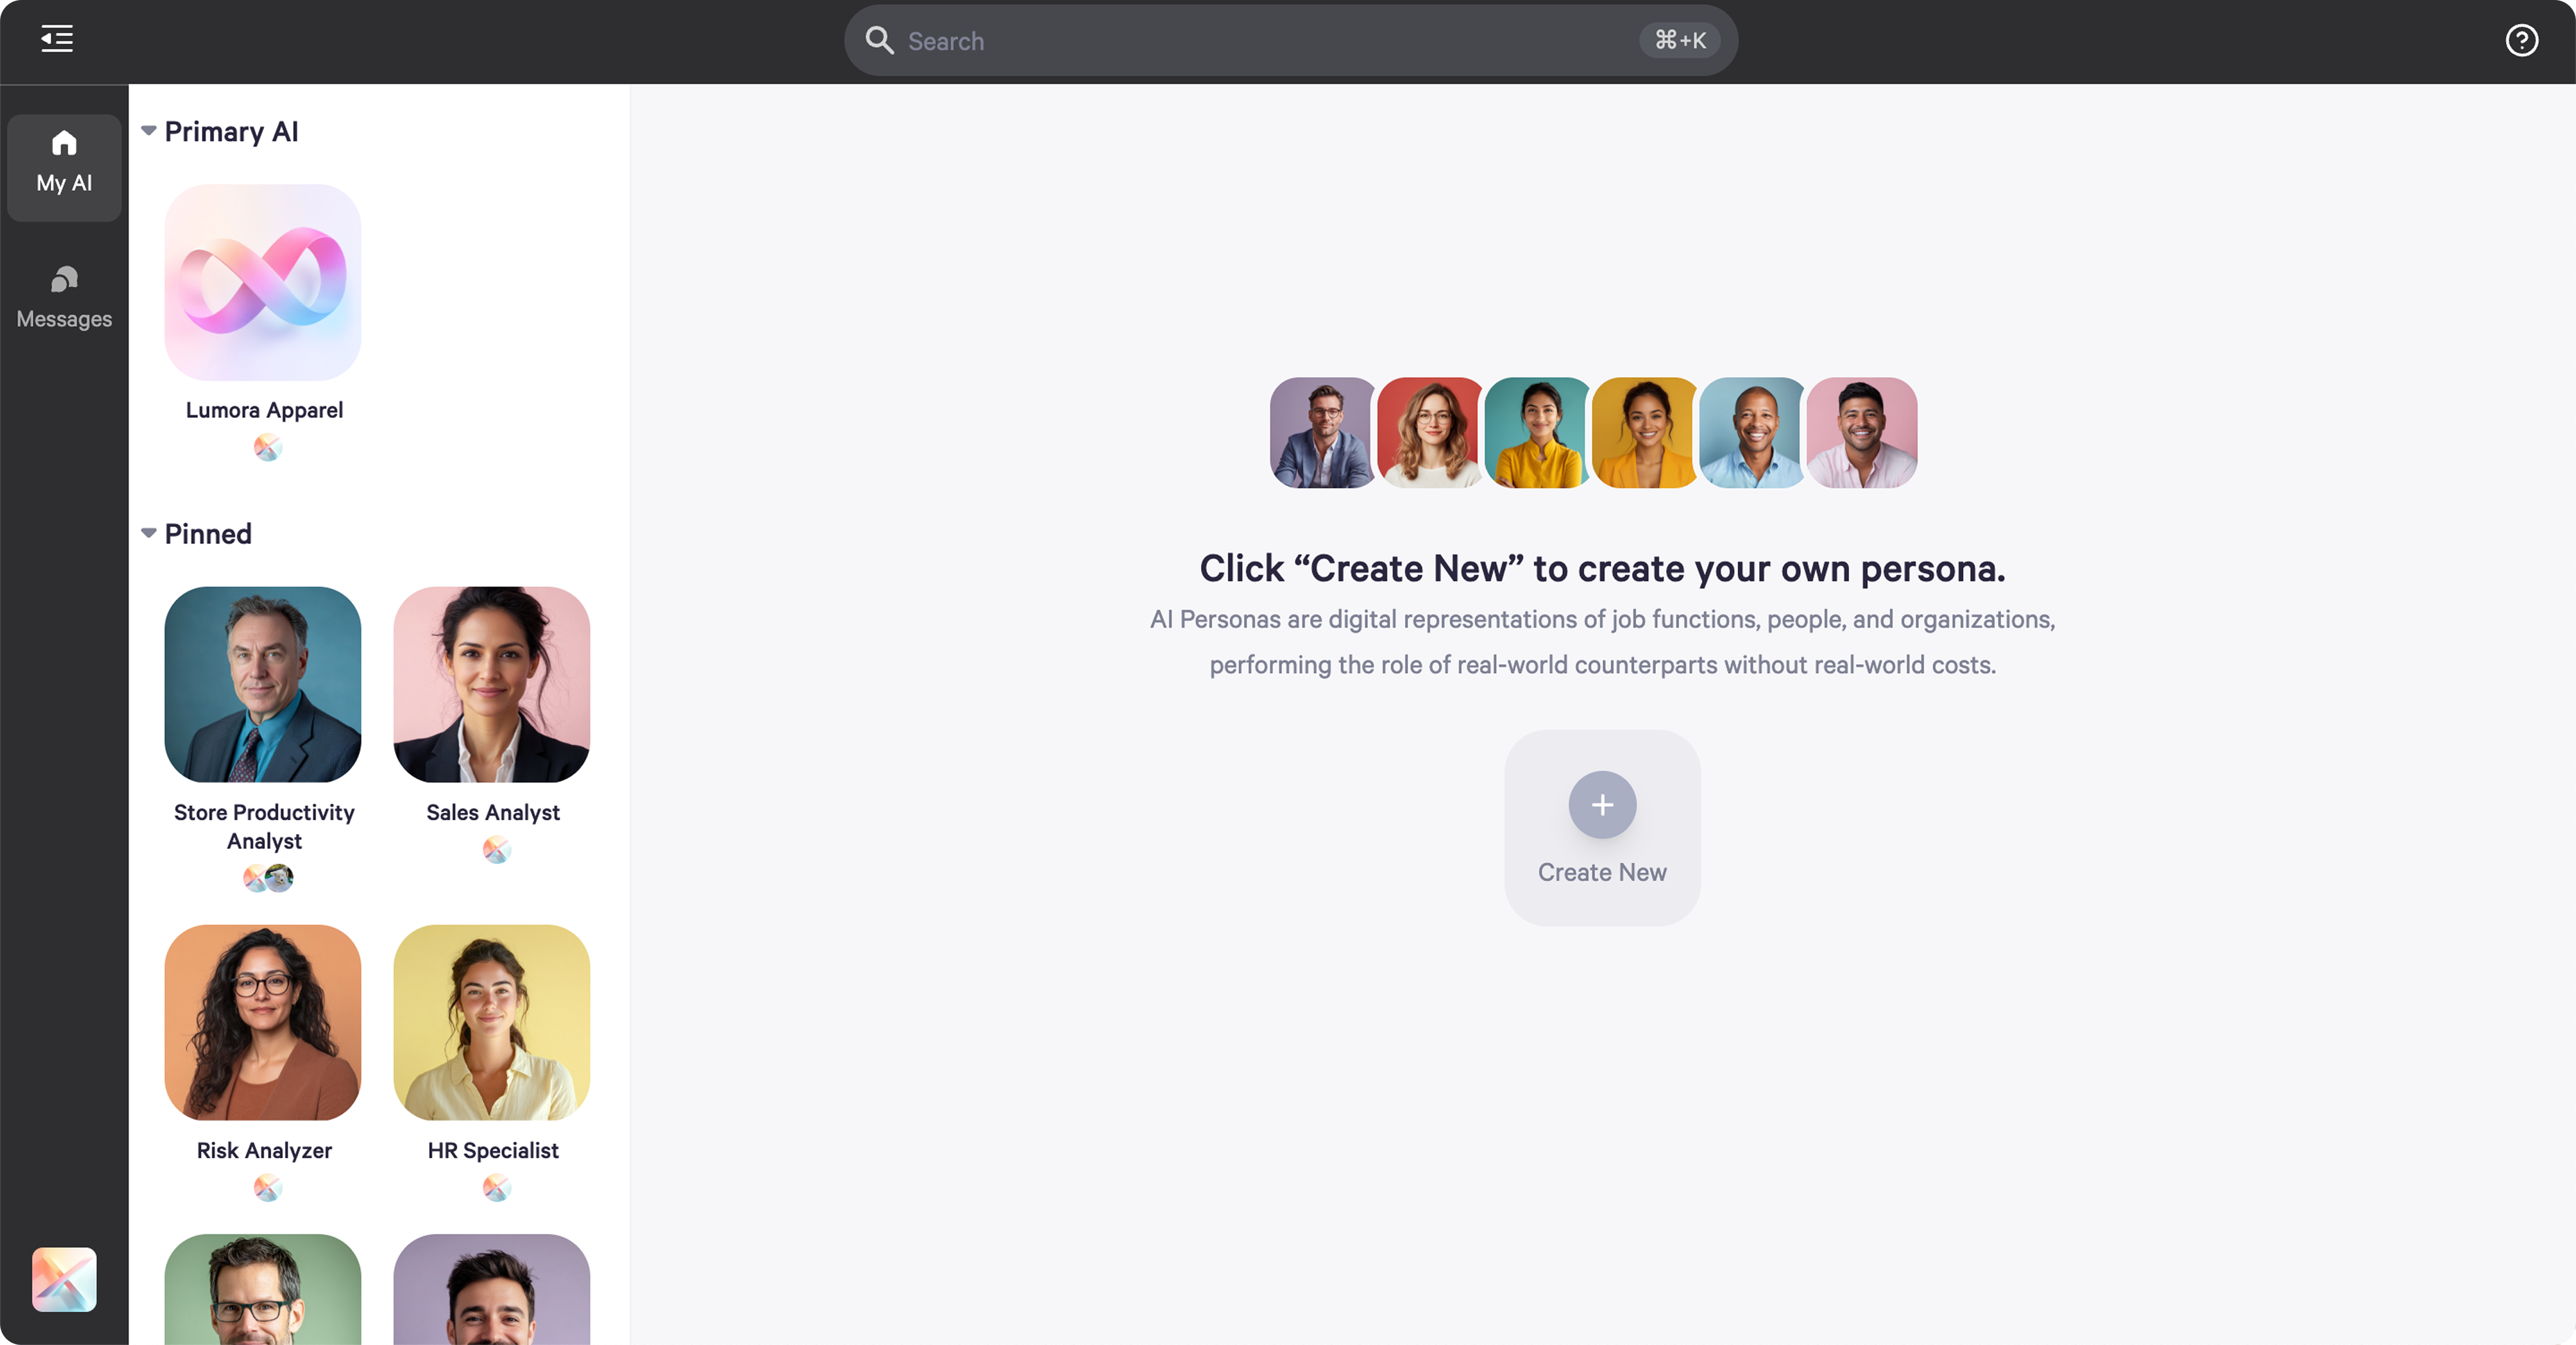 Search
⌘+K
My AI
Messages
Primary AI
Lumora Apparel
Pinned
Store Productivity
Analyst
Sales Analyst
Risk Analyzer
HR Specialist
Click “Create New” to create your own persona.
AI Personas are digital representations of job functions, people, and organizations,
performing the role of real-world counterparts without real-world costs.
Create New